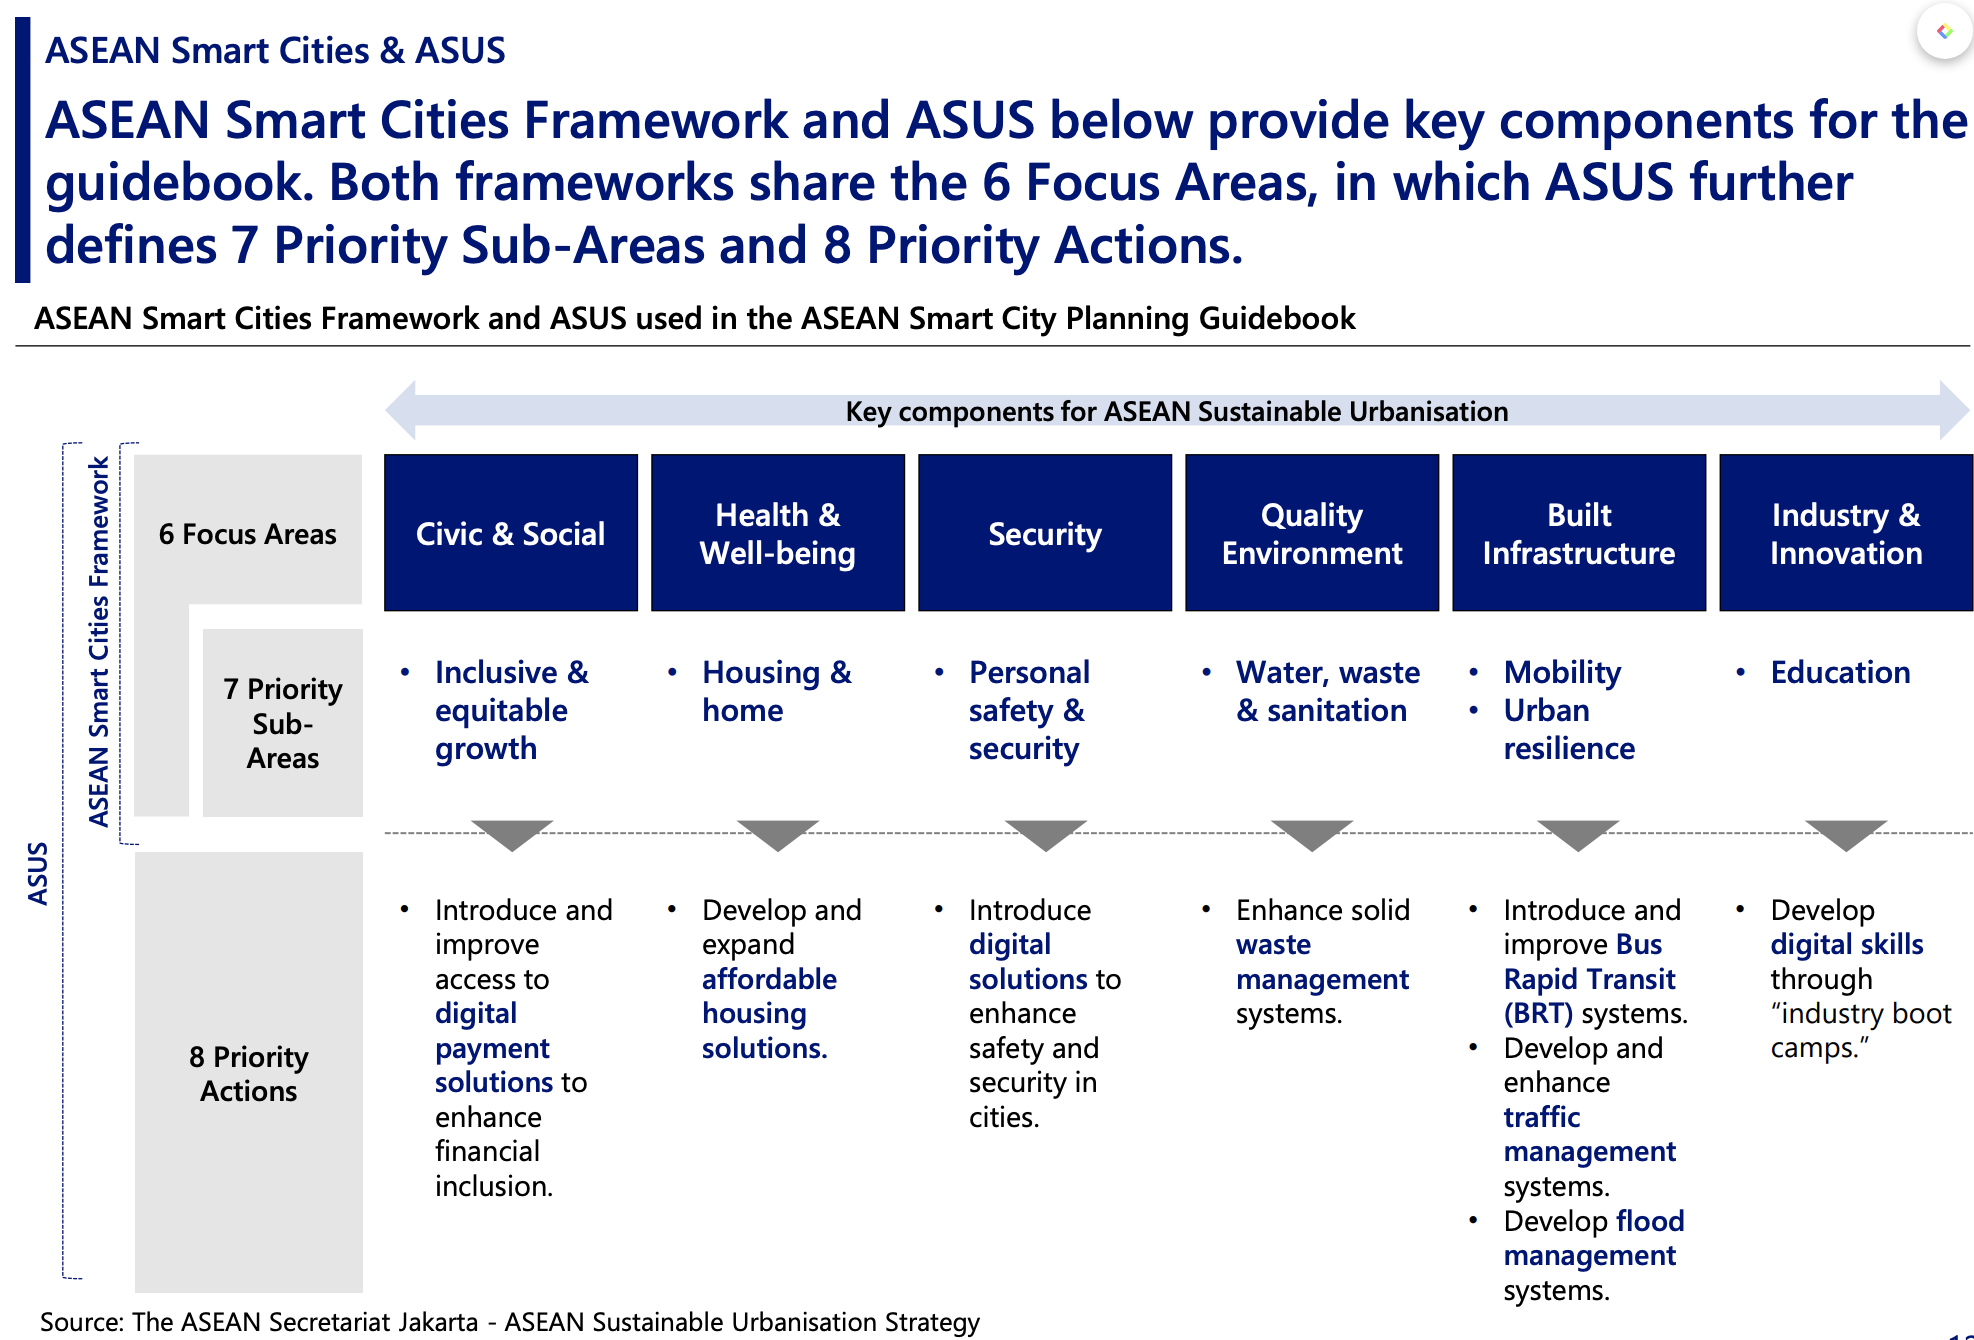 ASEAN Smart Cities & ASUS
ASEAN Smart Cities Framework and ASUS below provide key components for the
guidebook. Both frameworks share the 6 Focus Areas, in which ASUS further
defines 7 Priority Sub-Areas and 8 Priority Actions.
ASEAN Smart Cities Framework and ASUS used in the ASEAN Smart City Planning Guidebook
Key components for ASEAN Sustainable Urbanisation
ASUS
ASEAN Smart Cities Framework
6 Focus Areas
Civic & Social
Health &
Well-being
Security
Quality
Environment
Built
Infrastructure
Industry &
Innovation
7 Priority
Sub-
Areas
• Inclusive &
equitable
growth
• Housing &
home
• Personal
safety &
security
• Water, waste
& sanitation
• Mobility
• Urban
resilience
• Education
8 Priority
Actions
• Introduce and
improve
access to
digital
payment
solutions to
enhance
financial
inclusion.
• Develop and
expand
affordable
housing
solutions.
• Introduce
digital
solutions to
enhance
safety and
security in
cities.
• Enhance solid
waste
management
systems.
• Introduce and
improve Bus
Rapid Transit
(BRT) systems.
• Develop and
enhance
traffic
management
systems.
• Develop flood
management
systems.
• Develop
digital skills
through
“industry boot
camps.”
Source: The ASEAN Secretariat Jakarta - ASEAN Sustainable Urbanisation Strategy